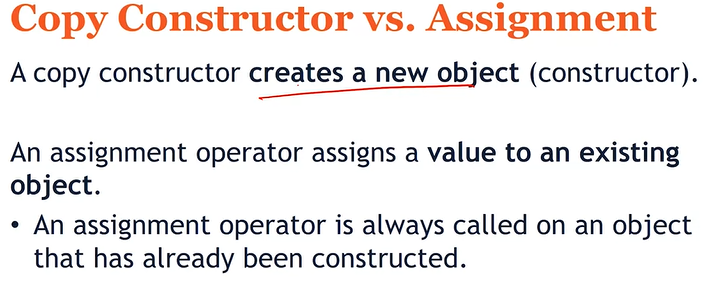 Copy Constructor vs. Assignment
A copy constructor creates a new object (constructor).
An assignment operator assigns a value to an existing
object.
• An assignment operator is always called on an object
that has already been constructed.